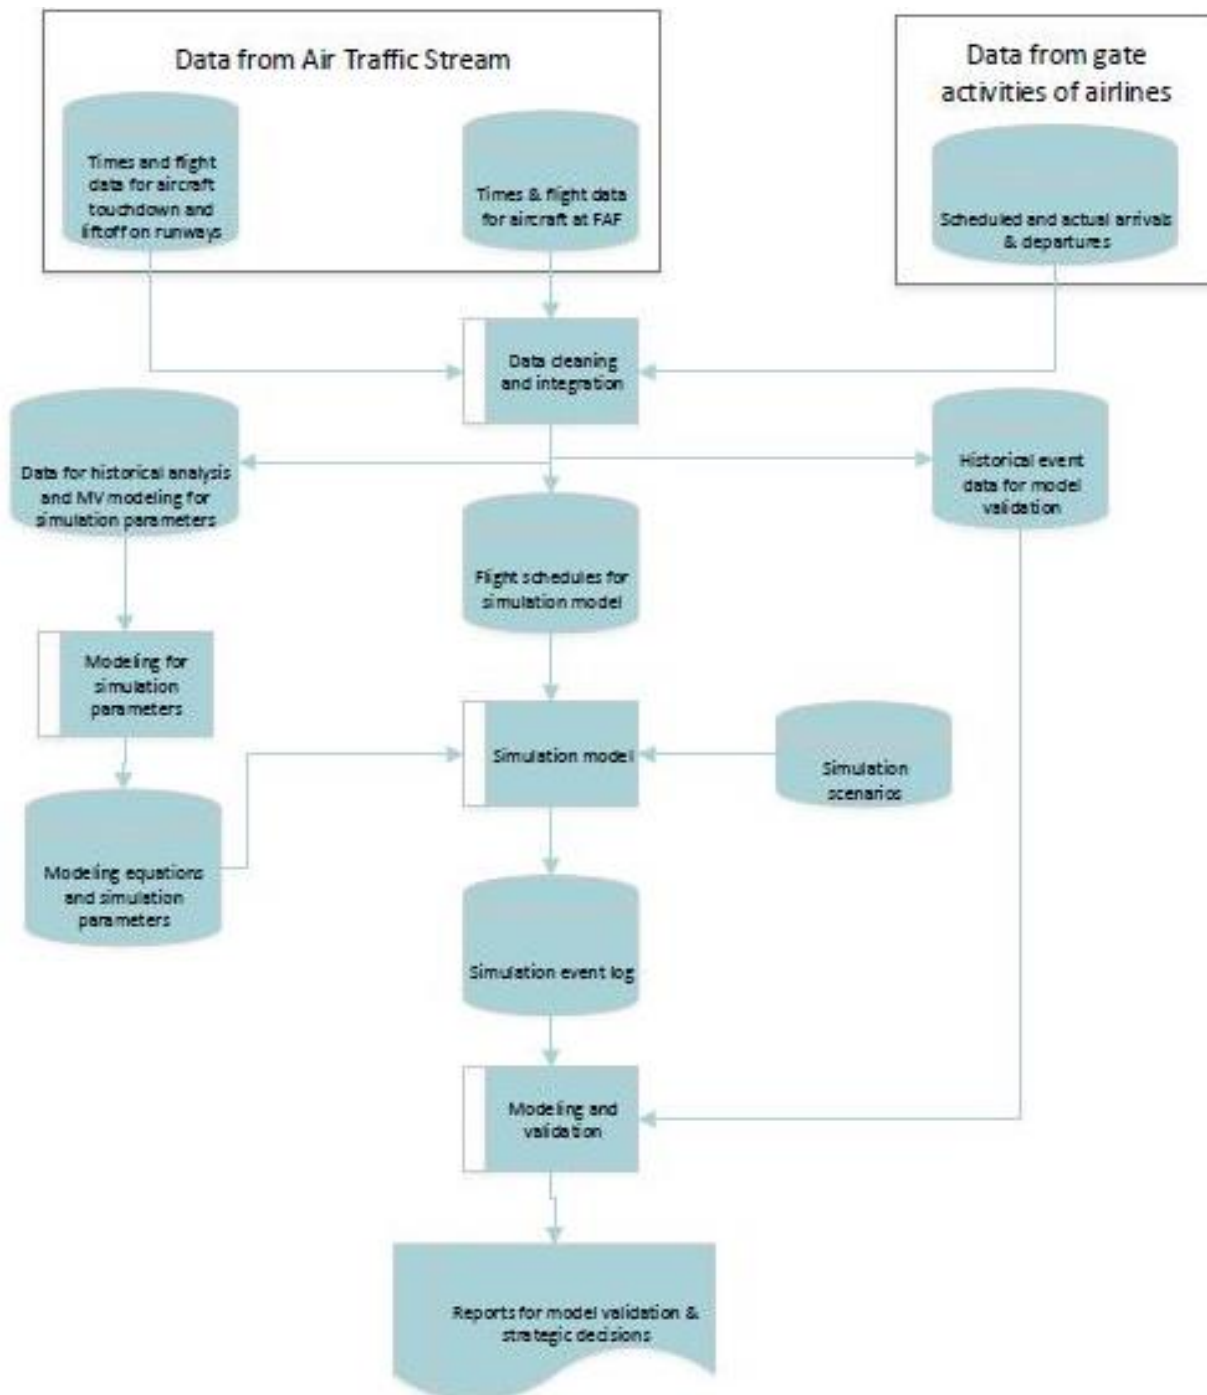 Data from Air Traffic Stream
Data from gate
activities of airlines
Times and flight
data for aircraft
touchdown and
liftoff on runways
Times & flight data
for aircraft at FAF
Scheduled and actual arrivals
& departures
Data cleaning
and integration
Data for historical analysis
and MV modeling for
simulation parameters
Historical event
data for model
validation
Flight schedules for
simulation model
Modeling for
simulation
parameters
Simulation model
Simulation
scenarios
Modeling equations
and simulation
parameters
Simulation event log
Modeling and
validation
Reports for model validation &
strategic decisions